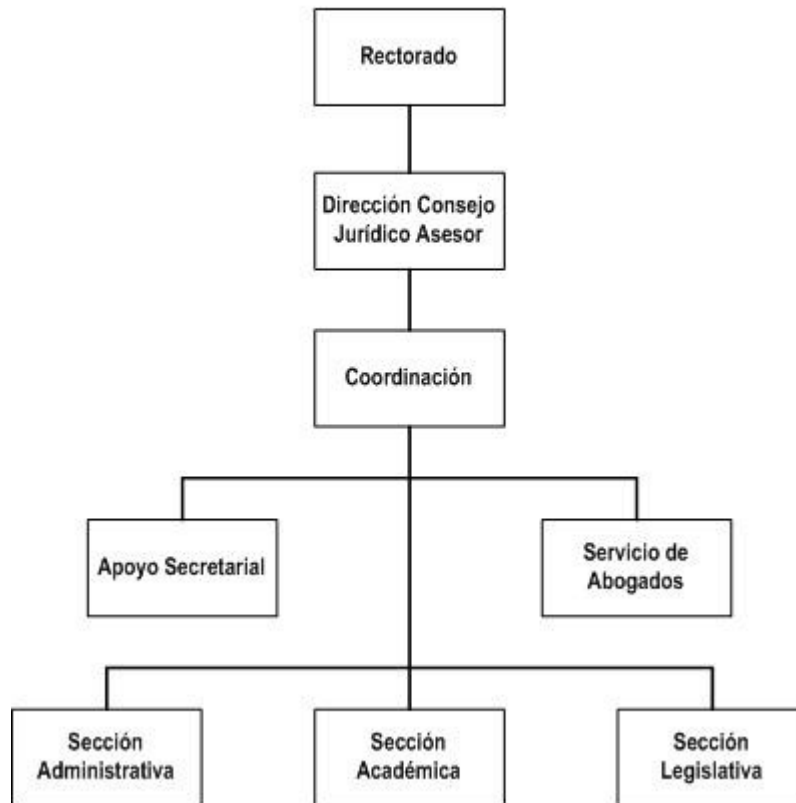 Rectorado
Dirección Consejo
Jurídico Asesor
Coordinación
Apoyo Secretarial
Servicio de
Abogados
Sección
Administrativa
Sección
Académica
Sección
Legislativa